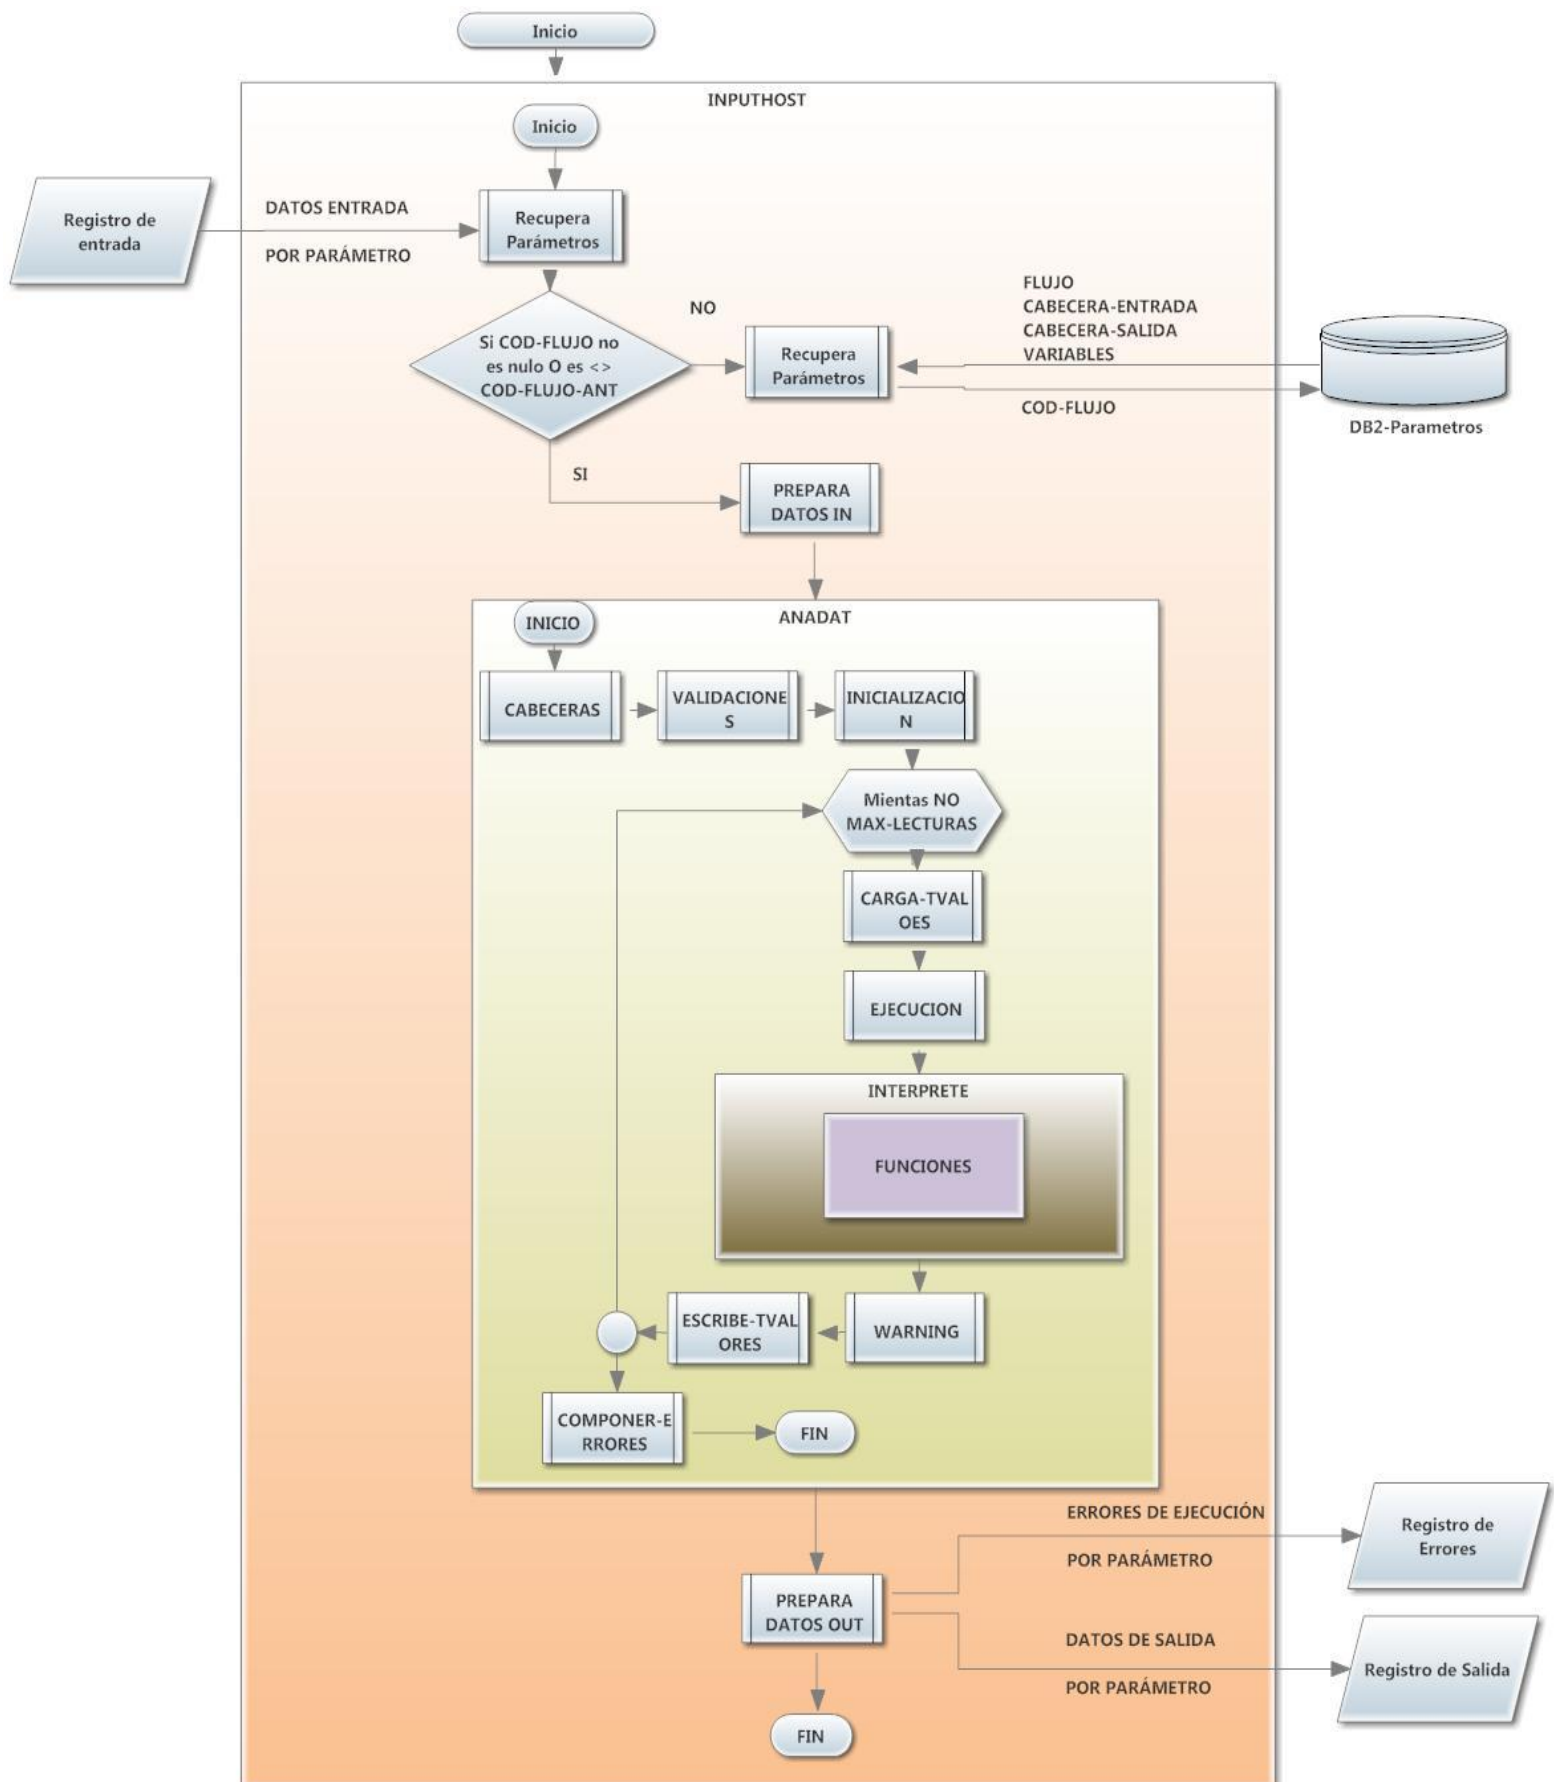 Inicio
INPUTHOST
Inicio
Registro de
entrada
DATOS ENTRADA
POR PARÁMETRO
Recupera
Parámetros
Si COD-FLUJO no
es nulo O es <>
COD-FLUJO-ANT
NO
Recupera
Parámetros
FLUJO
CABECERA-ENTRADA
CABECERA-SALIDA
VARIABLES
COD-FLUJO
DB2-Parametros
SI
PREPARA
DATOS IN
ANADAT
INICIO
CABECERAS
VALIDACIONE
S
INICIALIZACIO
N
Mientas NO
MAX-LECTURAS
CARGA-TVAL
OES
EJECUCION
INTERPRETE
FUNCIONES
WARNING
ESCRIBE-TVAL
ORES
COMPONER-E
RRORES
FIN
PREPARA
DATOS OUT
ERRORES DE EJECUCIÓN
POR PARÁMETRO
Registro de
Errores
DATOS DE SALIDA
POR PARÁMETRO
Registro de Salida
FIN